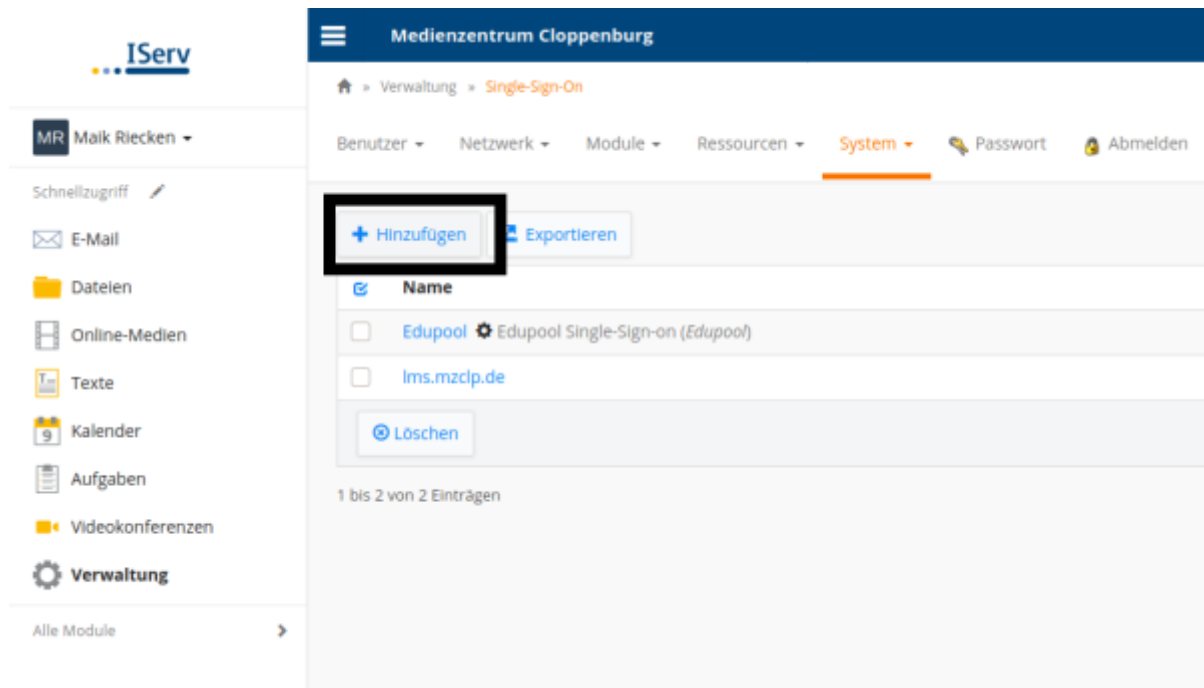 IServ
Medienzentrum Cloppenburg
» Verwaltung » Single-Sign-On
MR Maik Riecken
Benutzer Netzwerk Module Ressourcen System Passwort Abmelden
Schnellzugriff
E-Mail
Dateien
Online-Medien
Texte
9 Kalender
Aufgaben
Videokonferenzen
Verwaltung
Alle Module
+ Hinzufügen Exportieren
Name
Edupool Edupool Single-Sign-on (Edupool)
lms.mzclp.de
Löschen
1 bis 2 von 2 Einträgen